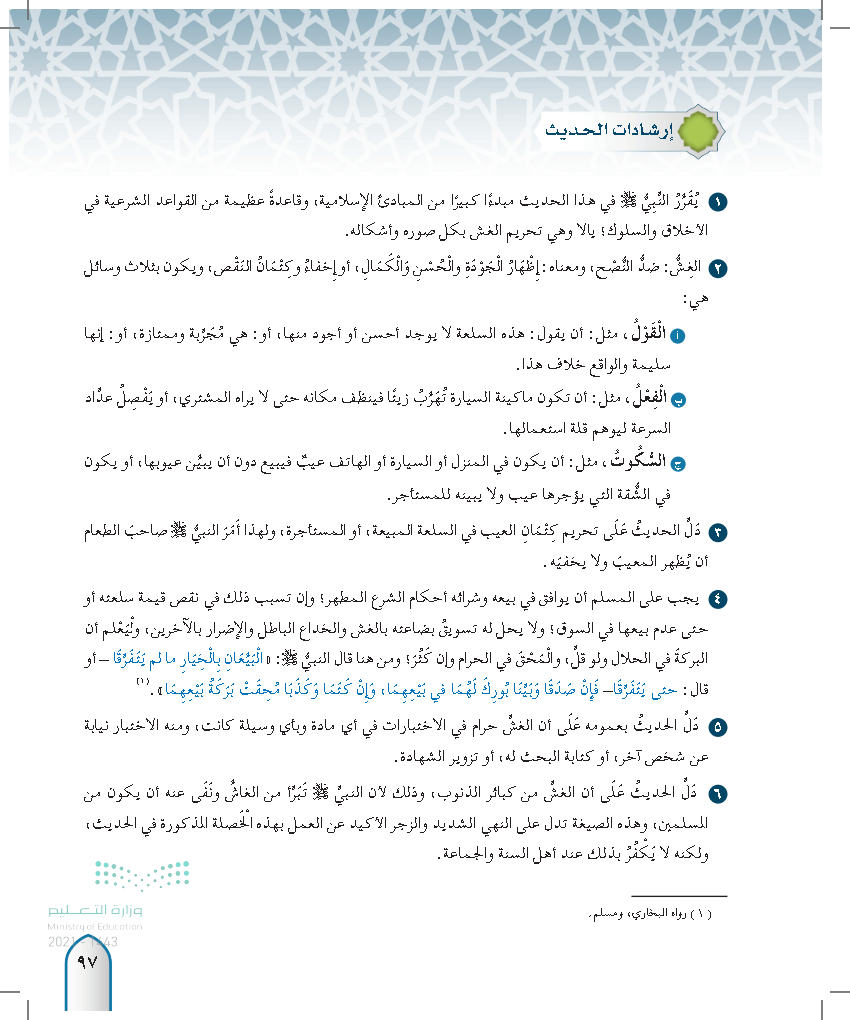 إرشادات الحديث
١ يُقَرِّرُ النَّبِيُّ ﷺ في هذا الحديث مبدءًا كبيرًا من المبادئ الإسلامية، وقاعدةً عظيمة من القواعد الشرعية في
الأخلاق والسلوك؛ يالا وهي تحريم الغش بكل صوره وأشكاله.
٢ الغِشُّ: ضِدُّ النُّصْح، ومعناه: إِظْهَارُ الْجَوْدَةِ والْحُسْنِ وَالْكَمَالِ، أو إخفاءُ وكِتْمَانُ النَّقْص، ويكون بثلاث وسائل
هي:
أ الْقَوْلُ، مثل: أن يقول: هذه السلعة لا يوجد أحسن أو أجود منها، أو: هي مُجَرَّبة وممتازة، أو: إنها
سليمة والواقع خلاف هذا.
ب الْفِعْلُ، مثل: أن تكون ماكينة السيارة تُهَرِّبُ زيتًا فينظف مكانه حتى لا يراه المشتري، أو يَفْصِلُ عدَّاد
السرعة ليوهم قلة استعمالها.
ج السُّكُوتُ، مثل: أن يكون في المنزل أو السيارة أو الهاتف عيبٌ فيبيع دون أن يبيِّن عيوبها، أو يكون
في الشَّقة التي يؤجرها عيب ولا يبينه للمستأجر.
٣ دَلَّ الحديثُ عَلَى تحريم كِتْمَانِ العيب في السلعة المبيعة، أو المستأجرة، ولهذا أَمَرَ النبيُّ ﷺ صاحبَ الطعام
أن يُظهر المعيبَ ولا يخفيَه.
٤ يجب على المسلم أن يوافق في بيعه وشرائه أحكام الشرع المطهر؛ وإن تسبب ذلك في نقص قيمة سلعته أو
حتى عدم بيعها في السوق؛ ولا يحل له تسويقُ بضاعته بالغش والخداع الباطل والإضرار بالآخرين، ولْيَعْلم أن
البركةَ في الحلال ولو قلَّ، والْمَحْقَ في الحرام وإن كَثُرَ؛ ومن هنا قال النبيُّ ﷺ: «الْبَيِّعَانِ بِالْخِيَارِ ما لم يَتَفَرَّقَا – أو
قال: حتى يَتَفَرَّقَا– فَإِنْ صَدَقَا وَبَيَّنَا بُورِكَ لَهُمَا في بَيْعِهِمَا، وَإِنْ كَتَمَا وَكَذَبَا مُحِقَتْ بَرَكَةُ بَيْعِهِمَا». (١)
٥ دَلَّ الحديثُ بعمومه عَلَى أن الغشَّ حرام في الاختبارات في أي مادة وبأي وسيلة كانت، ومنه الاختبار نيابة
عن شخص آخر، أو كتابة البحث له، أو تزوير الشهادة.
٦ دَلَّ الحديثُ عَلَى أن الغشَّ من كبائر الذنوب، وذلك لأن النبيَّ ﷺ تَبَرَّأ من الغاشِّ ونَفَى عنه أن يكون من
المسلمين، وهذه الصيغة تدل على النهي الشديد والزجر الأكيد عن العمل بهذه الْخَصلة المذكورة في الحديث،
ولكنه لا يَكْفُرُ بذلك عند أهل السنة والجماعة.
(١) رواه البخاري، ومسلم.
وزارة التعليم
Ministry of Education
2021 - 1443
٩٧